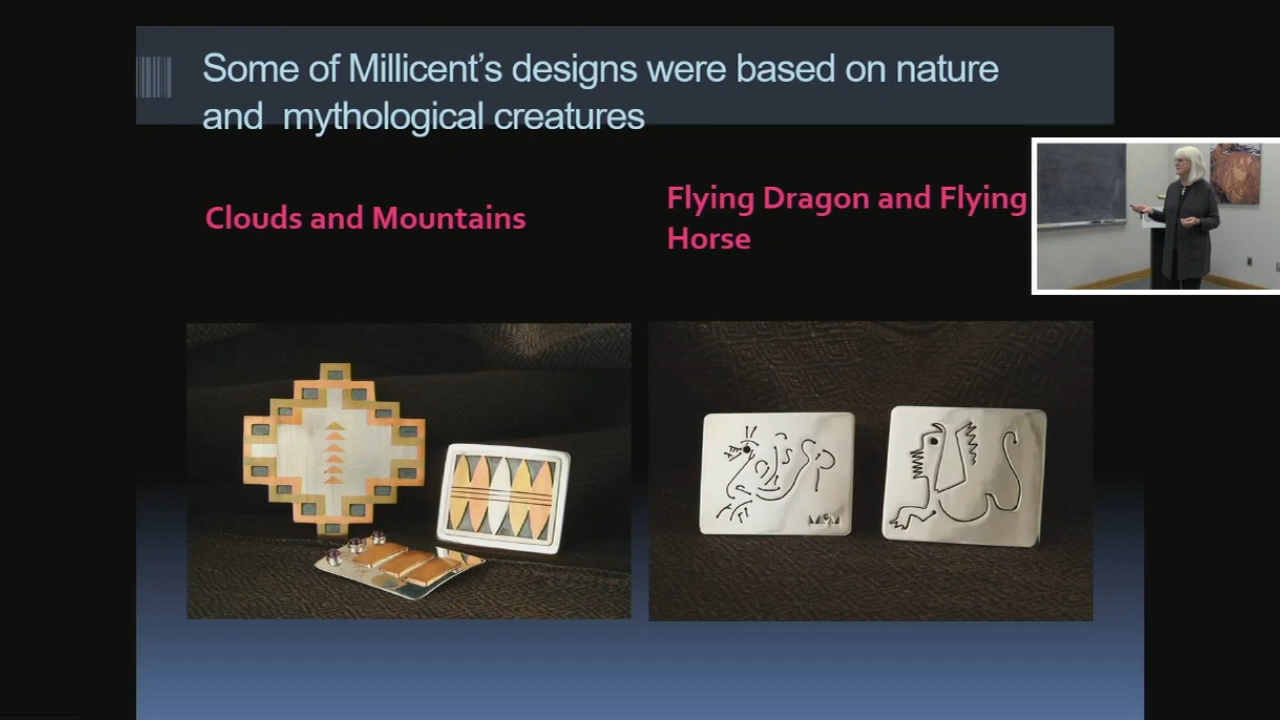 Some of Millicent's designs were based on nature
and  mythological creatures
Clouds and Mountains
Flying Dragon and Flying
Horse
McM